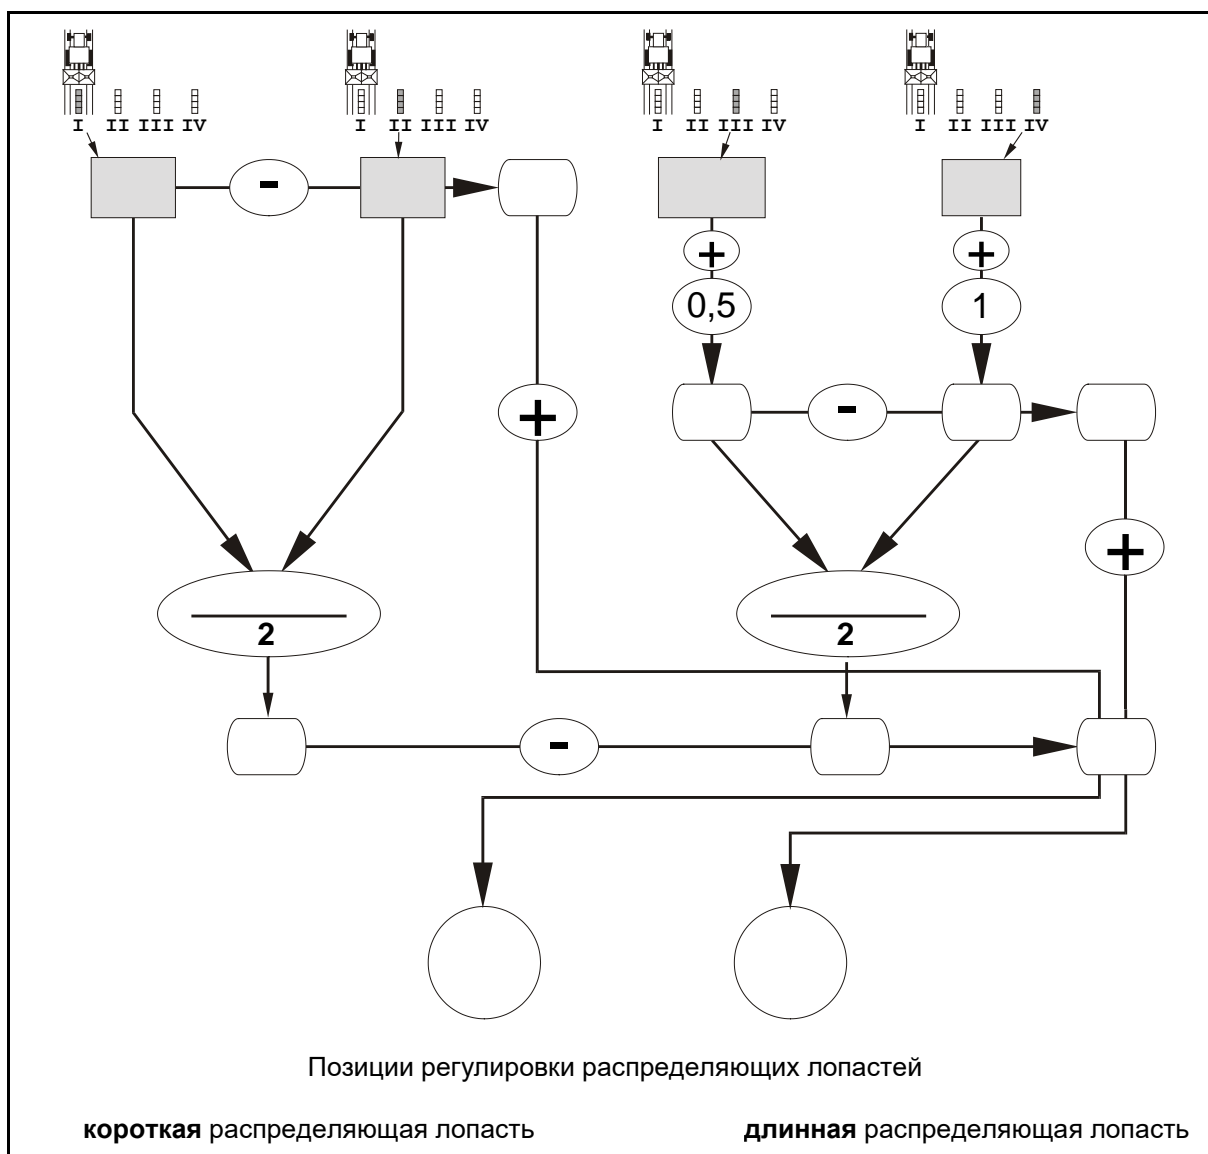 I II III IV I II III IV I II III IV I II III IV
- 
+ +
0,5 1
+ -
+
2 2
-
Позиции регулировки распределяющих лопастей
короткая распределяющая лопасть длинная распределяющая лопасть